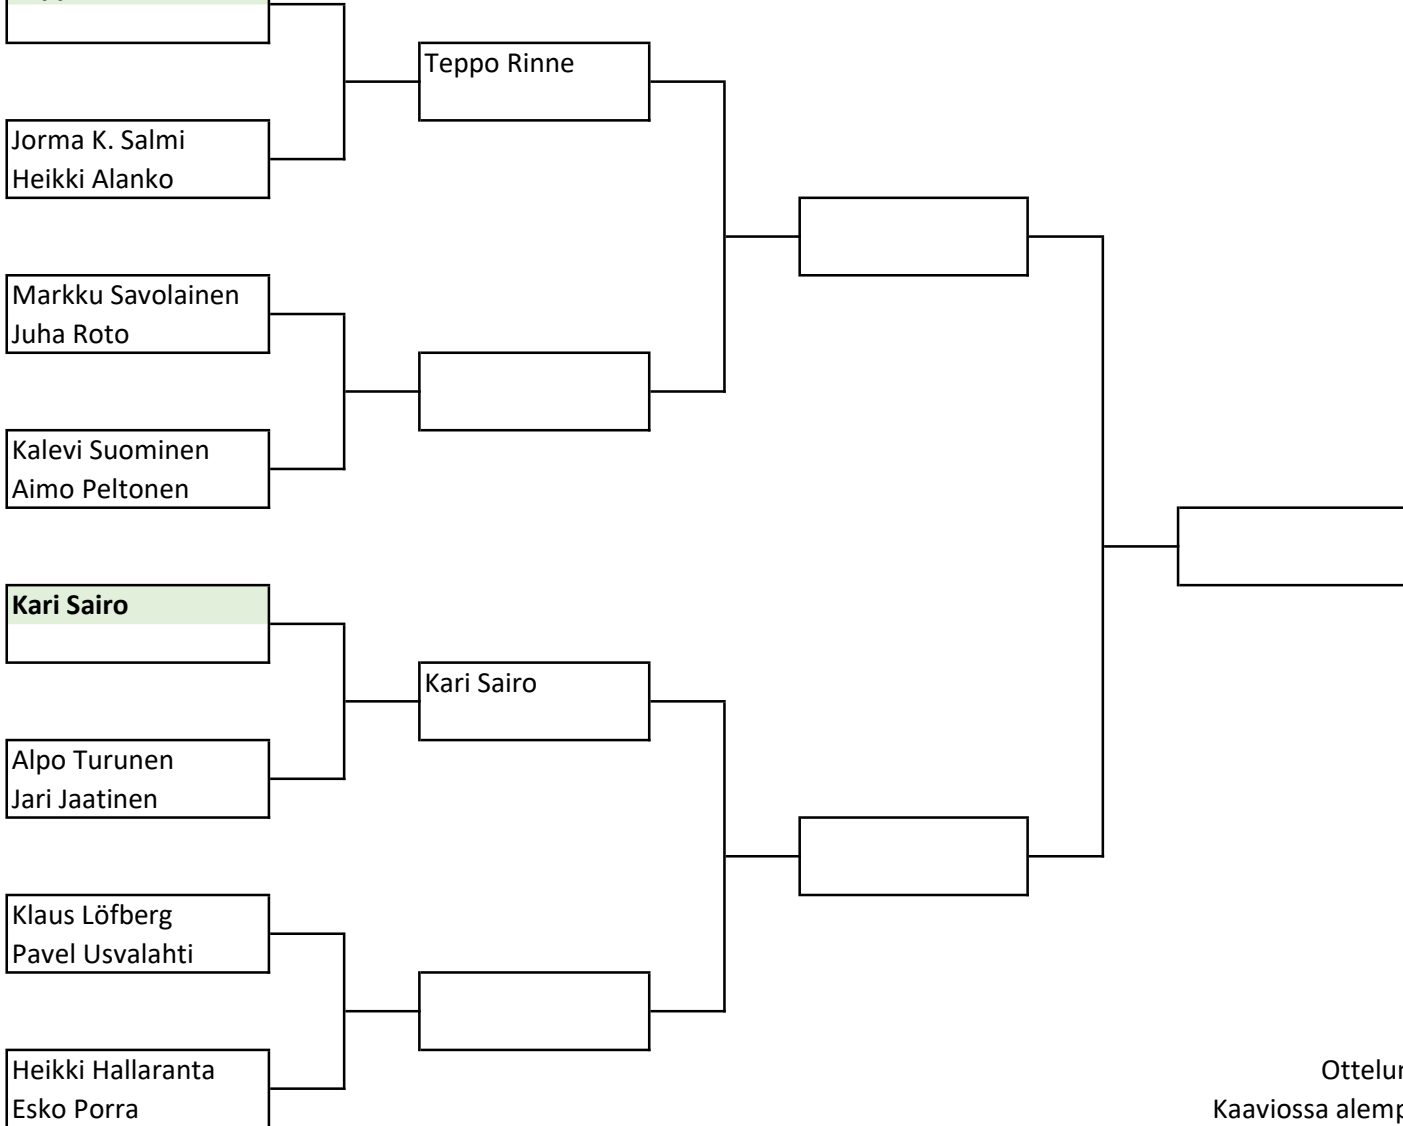 Teppo Rinne
Jorma K. Salmi
Heikki Alanko
Markku Savolainen
Juha Roto
Kalevi Suominen
Aimo Peltonen
Kari Sairo
Kari Sairo
Alpo Turunen
Jari Jaatinen
Klaus Löfberg
Pavel Usvalahti
Heikki Hallaranta
Esko Porra
Kaaviossa